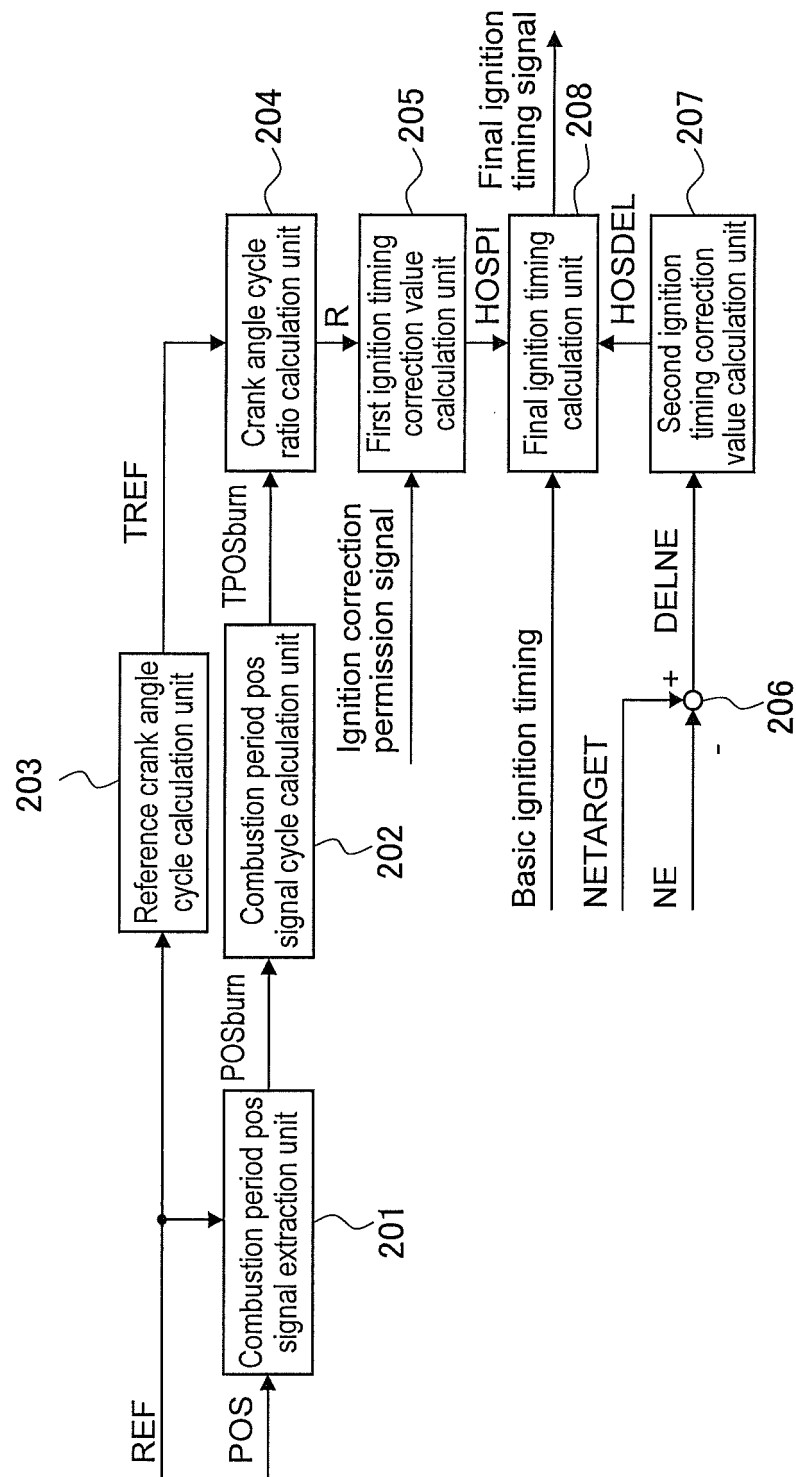 REF
POS
Combustion period pos
signal extraction unit
201
POSburn
Reference crank angle
cycle calculation unit
203
Combustion period pos
signal cycle calculation unit
202
TREF
TPOSburn
Crank angle cycle
ratio calculation unit
204
R
Ignition correction
permission signal
First ignition timing
correction value
calculation unit
205
HOSPI
Basic ignition timing
Final ignition timing
calculation unit
208
Final ignition
timing signal
HOSDEL
NETARGET
NE
+
-
206
DELNE
Second ignition
timing correction
value calculation unit
207